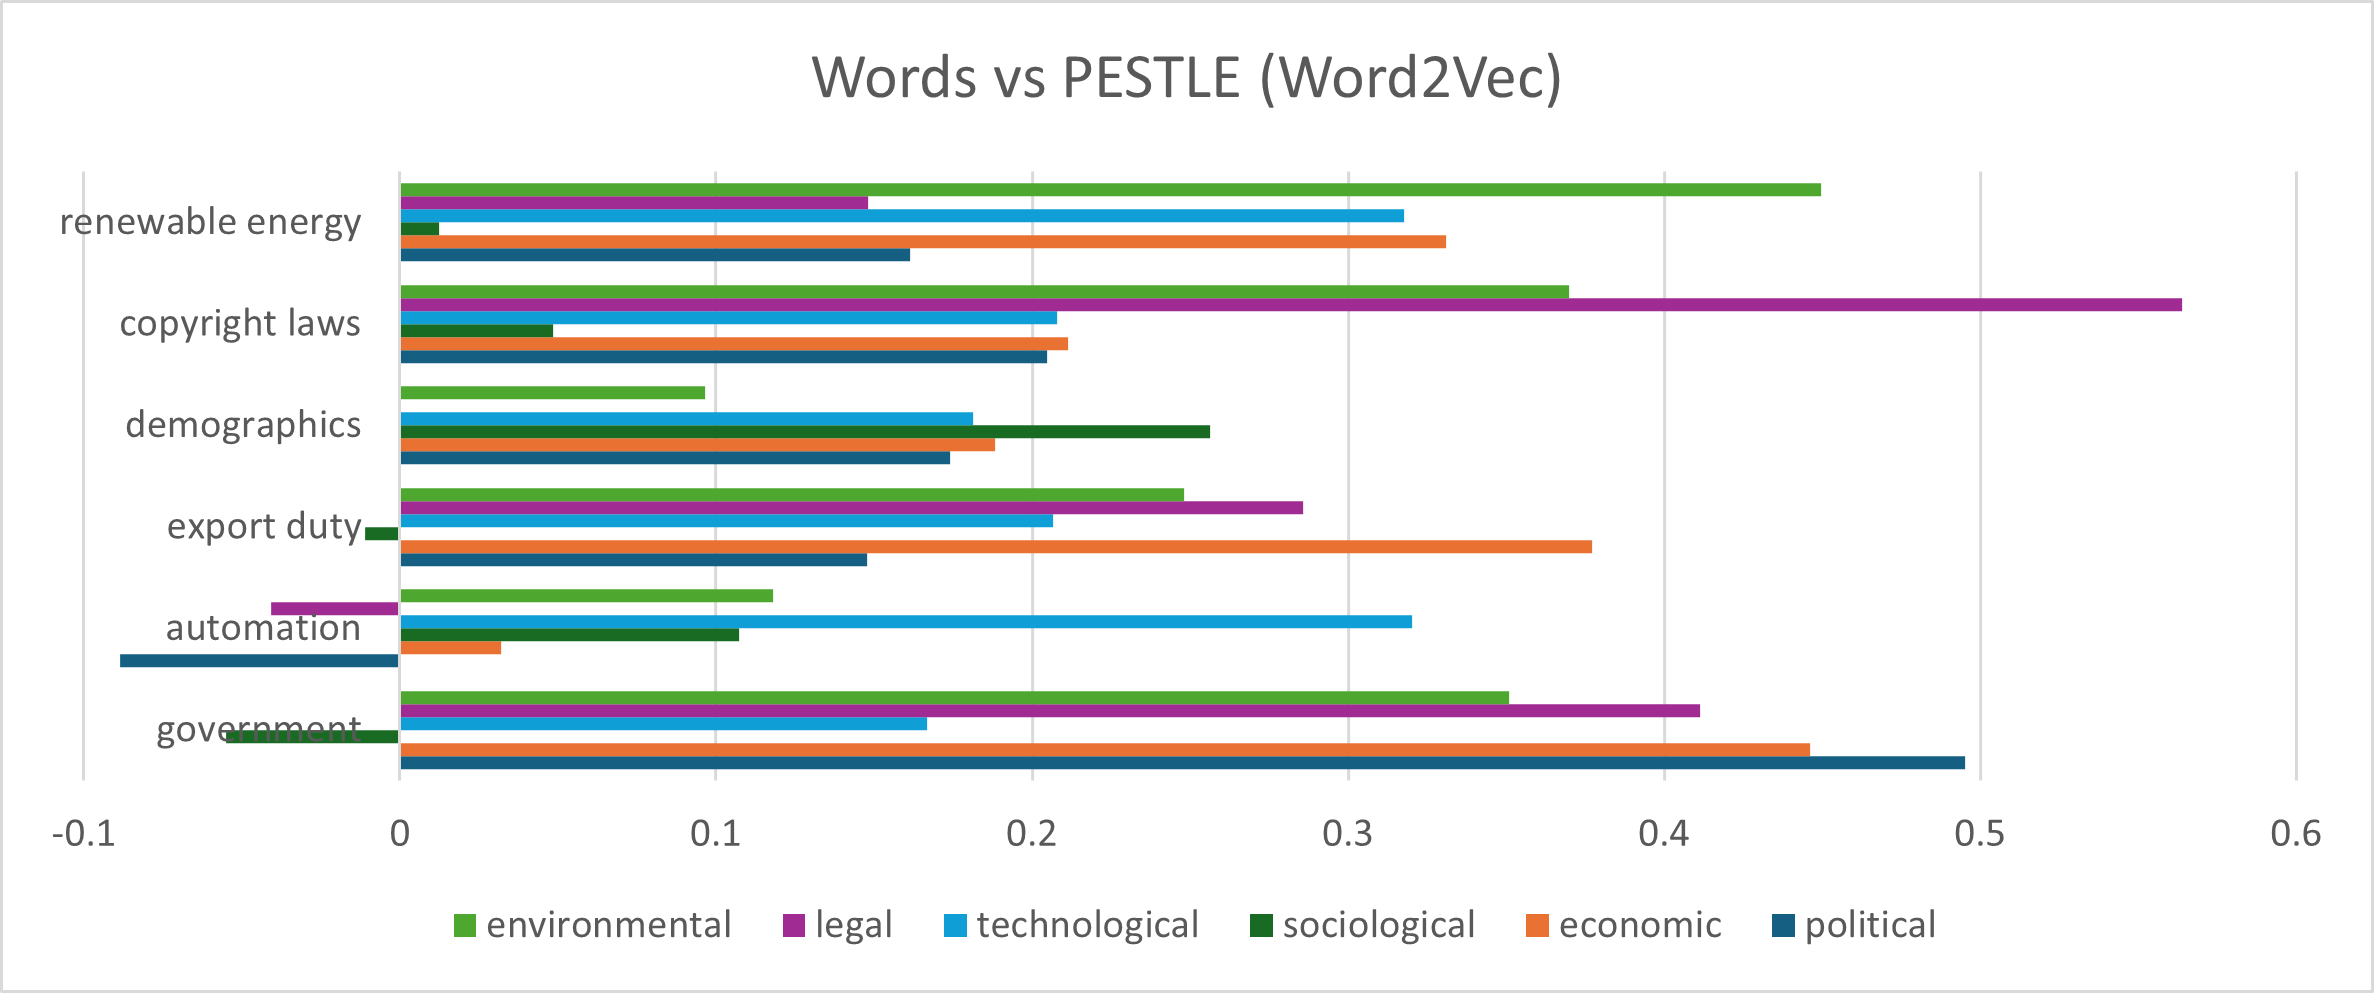 Words vs PESTLE (Word2Vec)
renewable energy
copyright laws
demographics
export duty
automation
government
-0.1 0 0.1 0.2 0.3 0.4 0.5 0.6
environmental legal technological sociological economic political